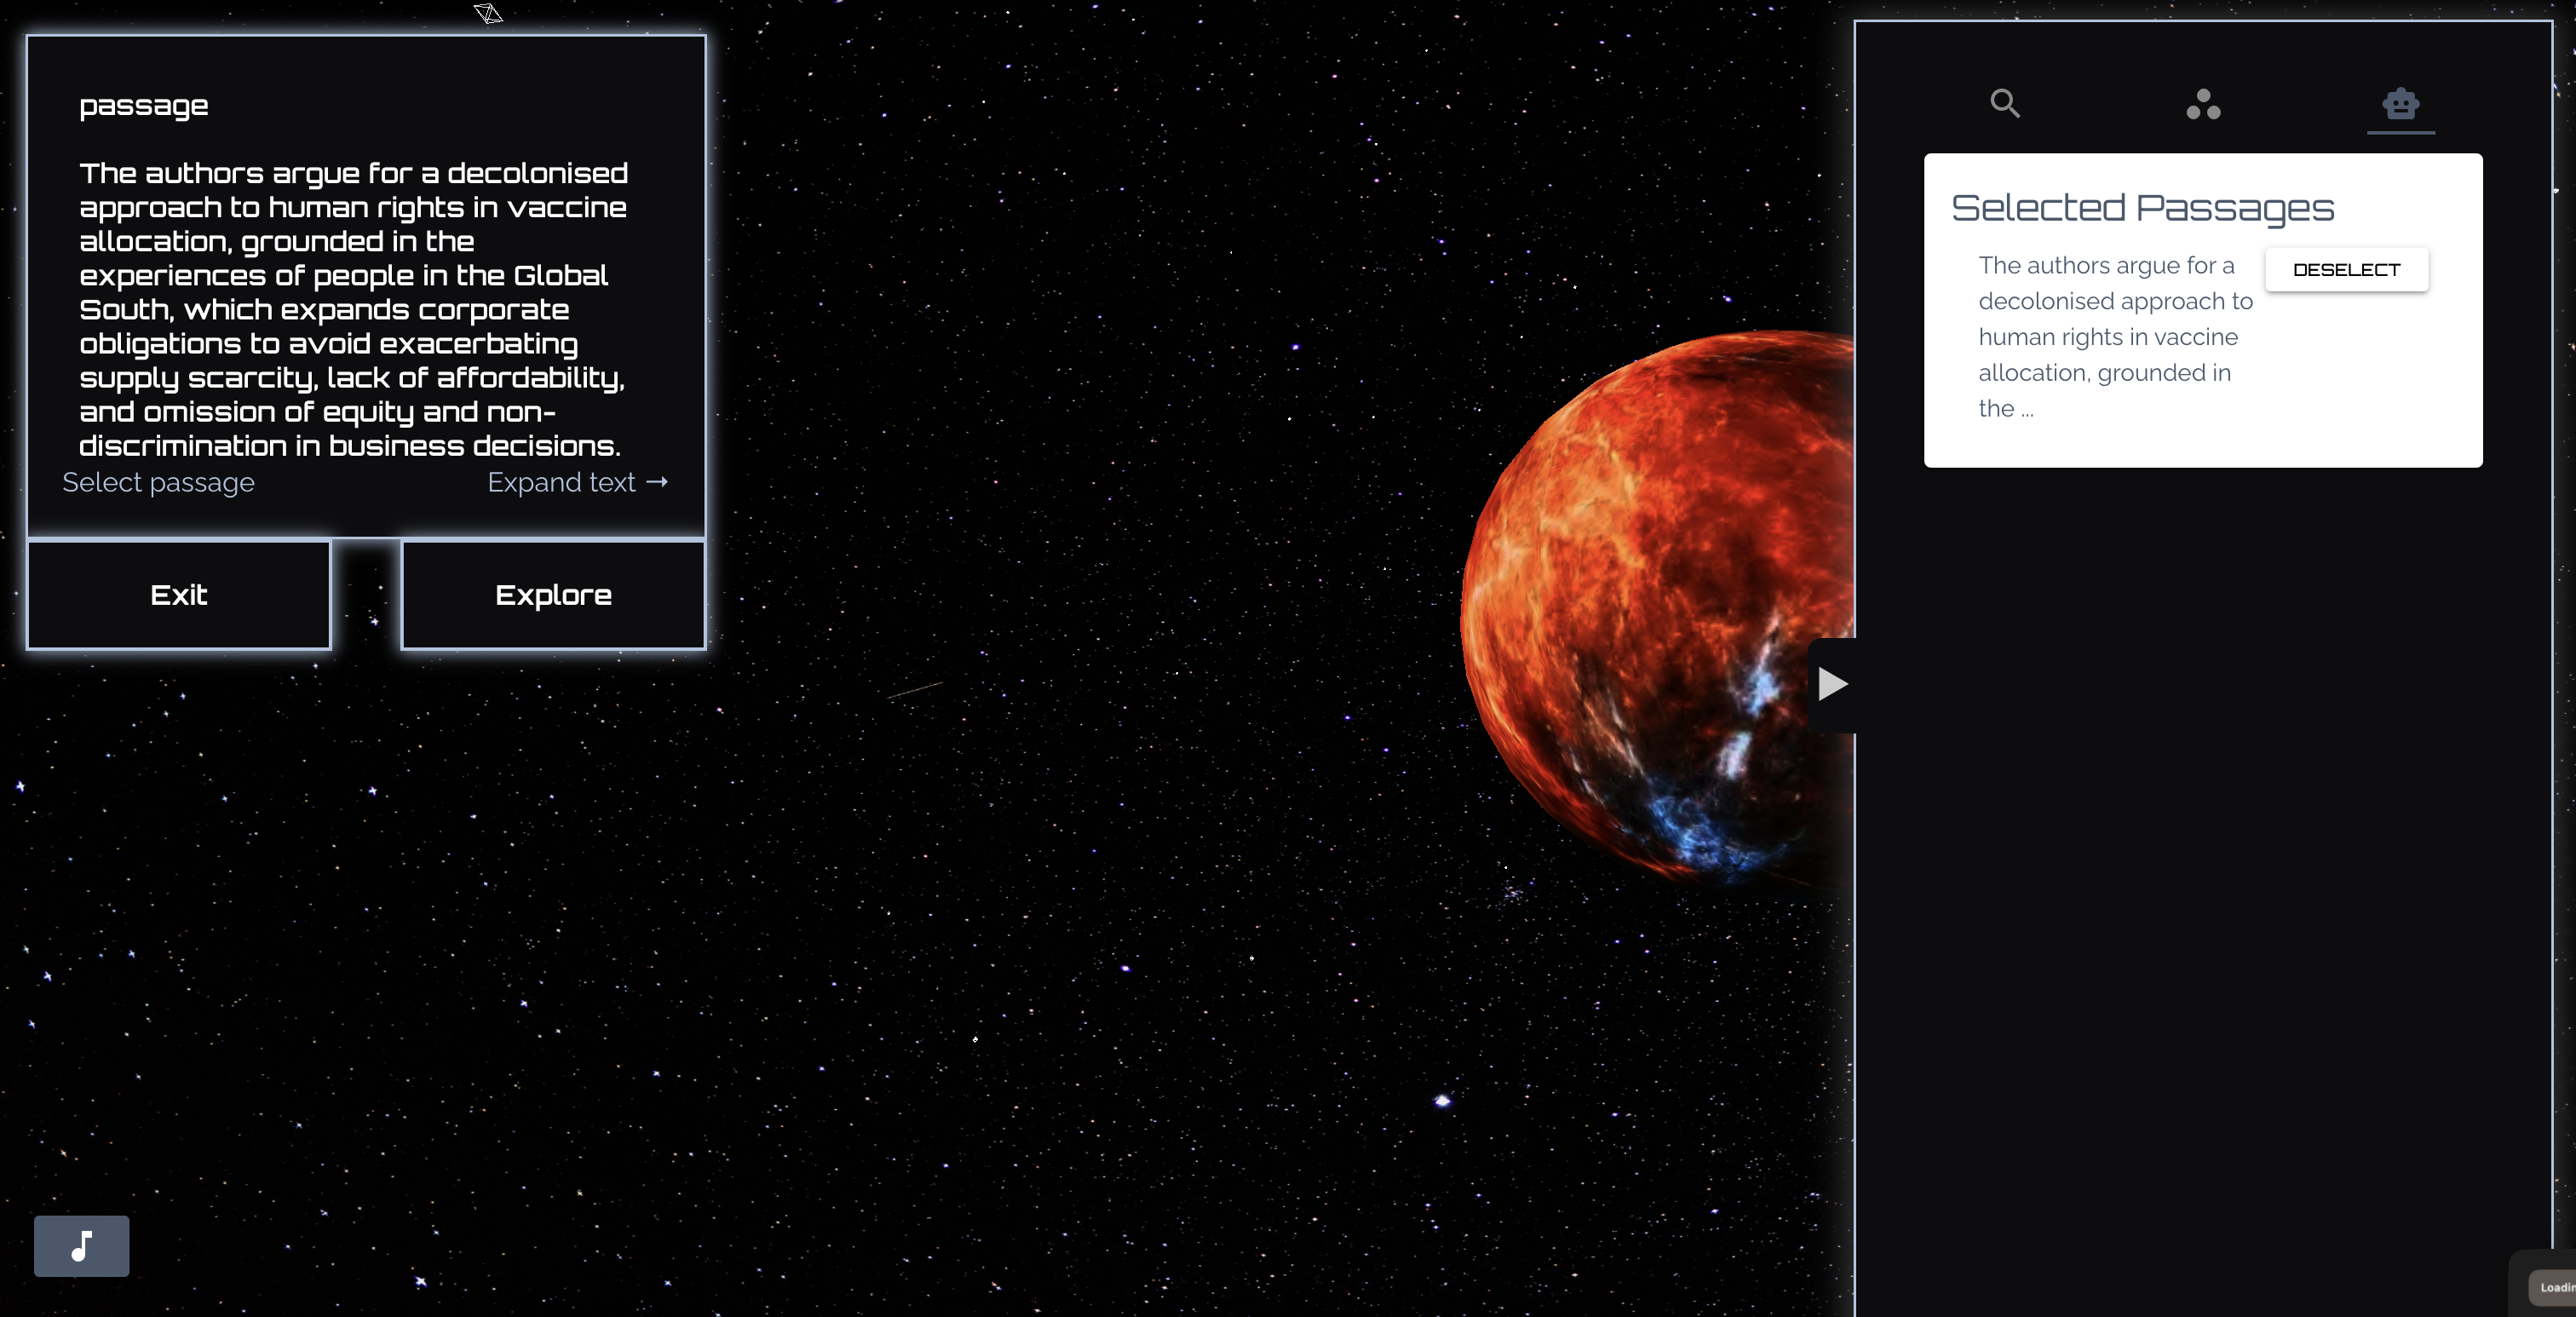 passage
The authors argue for a decolonised
approach to human rights in vaccine
allocation, grounded in the
experiences of people in the Global
South, which expands corporate
obligations to avoid exacerbating
supply scarcity, lack of affordability,
and omission of equity and non-
discrimination in business decisions.
Select passage
Expand text →
Exit
Explore
Selected Passages
The authors argue for a
decolonised approach to
human rights in vaccine
allocation, grounded in
the ...
DESELECT